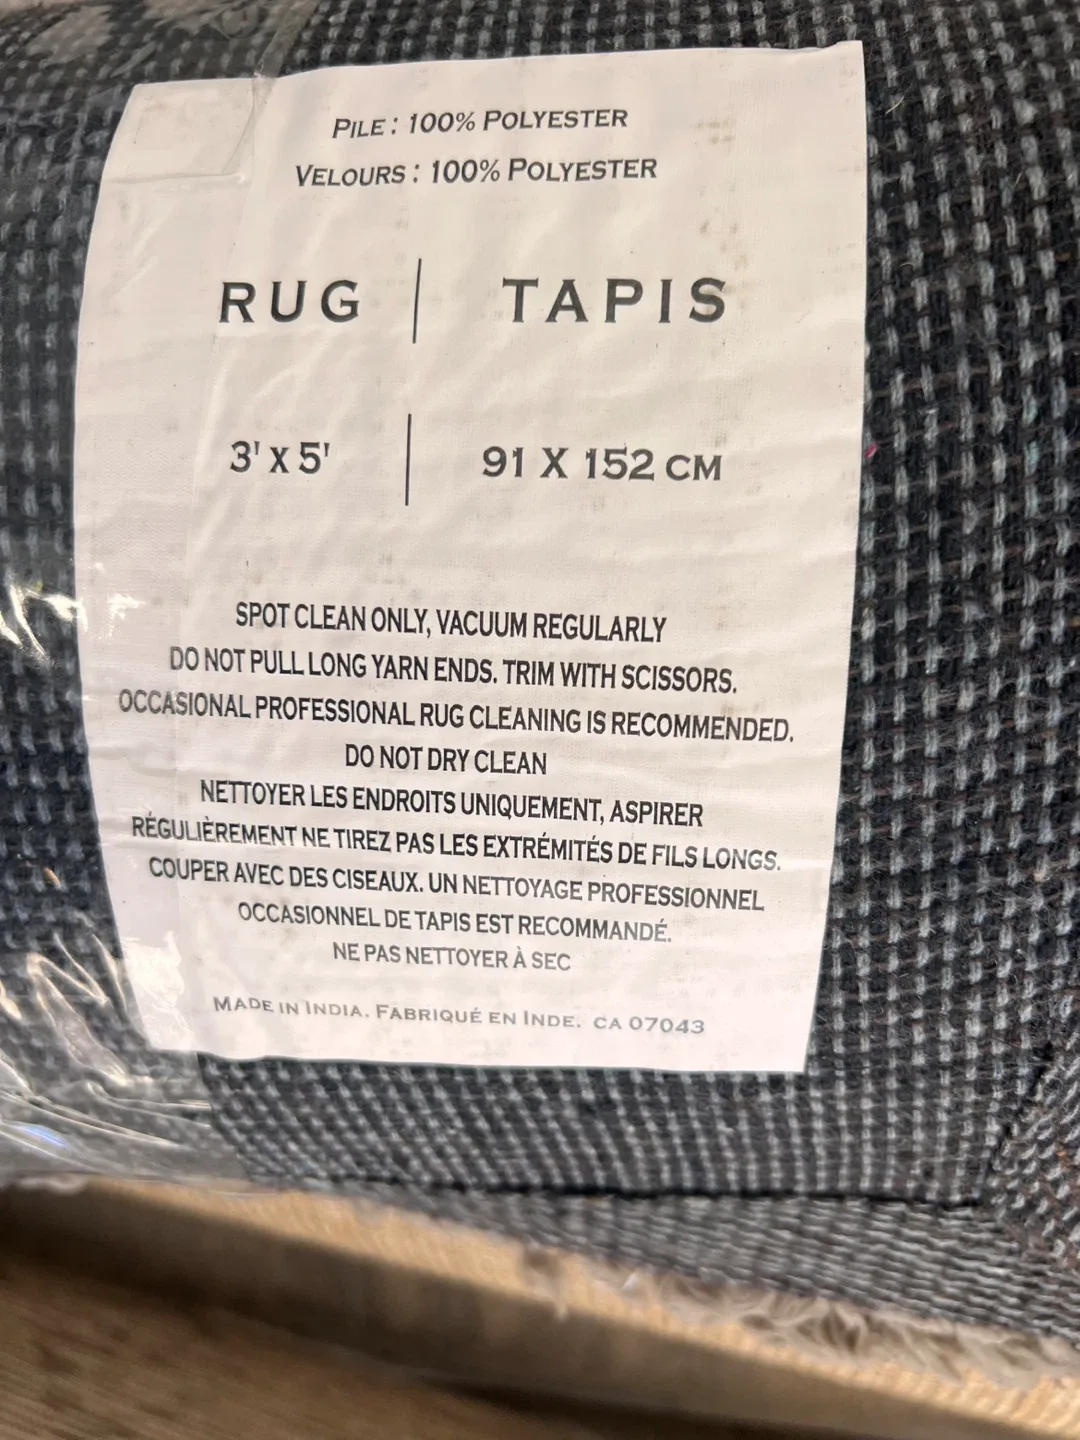 PILE : 100% POLYESTER
VELOURS : 100% POLYESTER
RUG | TAPIS
3' X 5' | 91 X 152 CM
SPOT CLEAN ONLY, VACUUM REGULARLY
DO NOT PULL LONG YARN ENDS. TRIM WITH SCISSORS.
OCCASIONAL PROFESSIONAL RUG CLEANING IS RECOMMENDED.
DO NOT DRY CLEAN
NETTOYER LES ENDROITS UNIQUEMENT, ASPIRER
RÉGULIÈREMENT NE TIREZ PAS LES EXTRÉMITÉS DE FILS LONGS.
COUPER AVEC DES CISEAUX. UN NETTOYAGE PROFESSIONNEL
OCCASIONNEL DE TAPIS EST RECOMMANDÉ.
NE PAS NETTOYER À SEC
MADE IN INDIA. FABRIQUÉ EN INDE. CA 07043